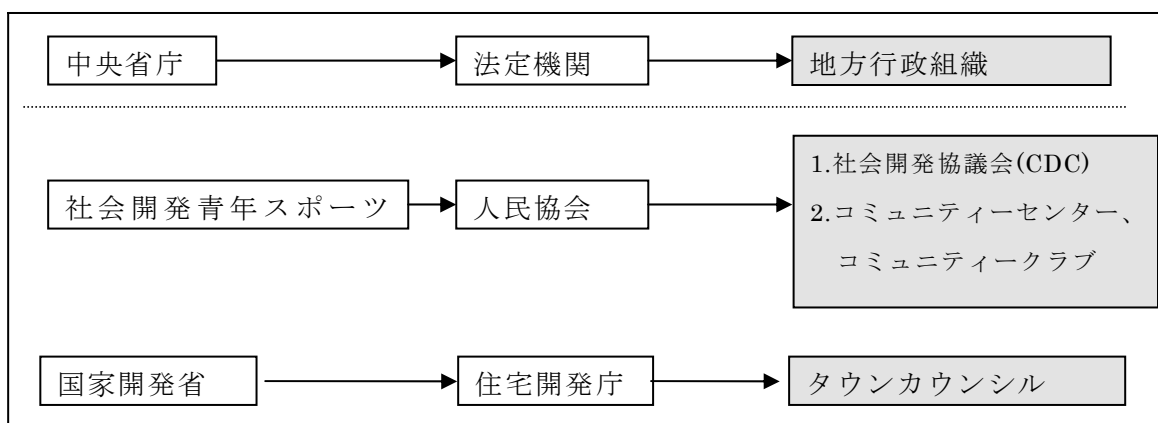 中央省庁
法定機関
地方行政組織
社会開発青年スポーツ
人民協会
1.社会開発協議会(CDC)
2.コミュニティーセンター、
コミュニティークラブ
国家開発省
住宅開発庁
タウンカウンシル